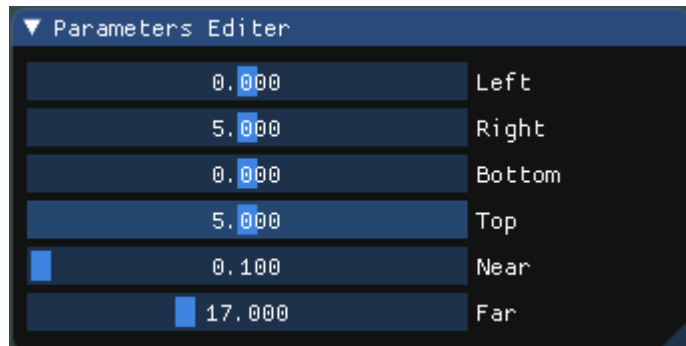 Parameters Editer
0.000 Left
5.000 Right
0.000 Bottom
5.000 Top
0.100 Near
17.000 Far